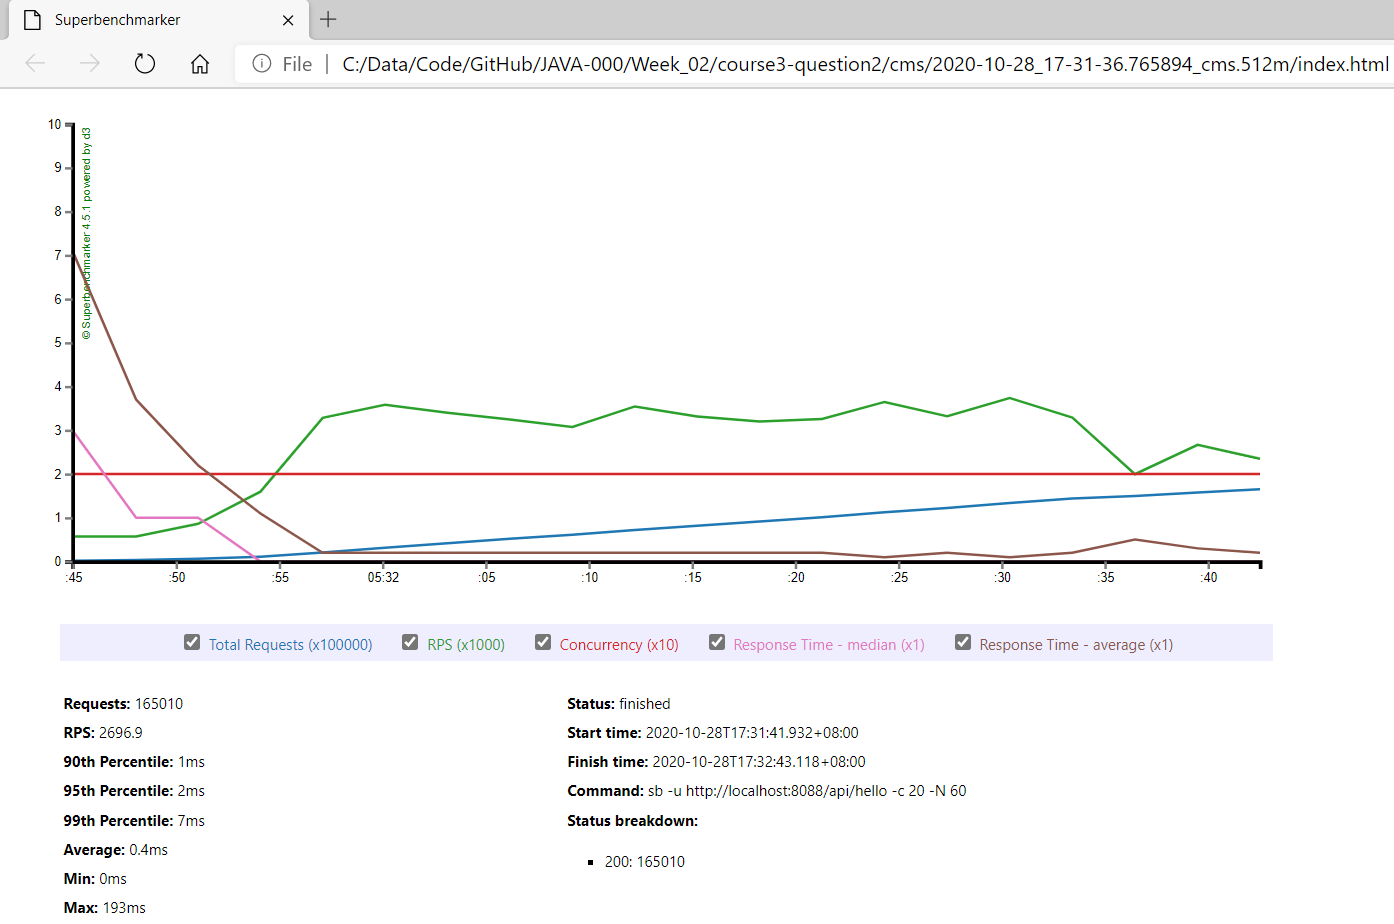 Superbenchmarker
File | C:/Data/Code/GitHub/JAVA-000/Week_02/course3-question2/cms/2020-10-28_17-31-36.765894_cms.512m/index.html
10
9
8
7
6
5
4
3
2
1
0
© Superbenchmarker 4.5.1 powered by d3
:45 :50 :55 05:32 :05 :10 :15 :20 :25 :30 :35 :40
Total Requests (x100000) RPS (x1000) Concurrency (x10) Response Time - median (x1) Response Time - average (x1)
Requests: 165010
RPS: 2696.9
90th Percentile: 1ms
95th Percentile: 2ms
99th Percentile: 7ms
Average: 0.4ms
Min: 0ms
Max: 193ms
Status: finished
Start time: 2020-10-28T17:31:41.932+08:00
Finish time: 2020-10-28T17:32:43.118+08:00
Command: sb -u http://localhost:8088/api/hello -c 20 -N 60
Status breakdown:
200: 165010